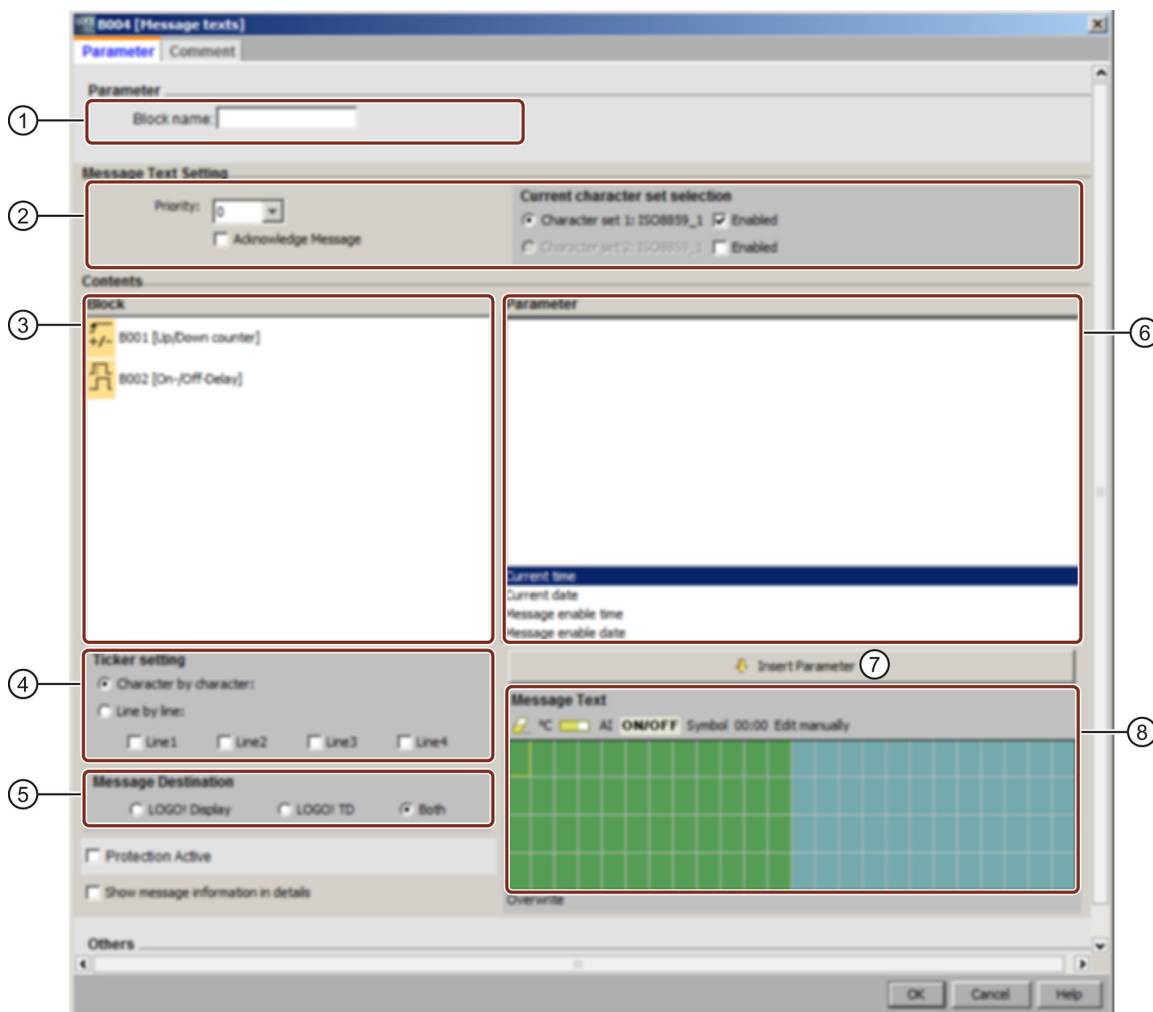 B004 [Message texts]
Parameter Comment
Parameter
① Block name:
Message Text Setting
② Priority: 0
Acknowledge Message
Current character set selection
Character set 1: ISO8859_1 Enabled
Character set 2: ISO8859_1 Enabled
Contents
③ Block
B001 [Up/Down counter]
+/-
B002 [On-/Off-Delay]
Parameter ⑥
Current time
Current date
Message enable time
Message enable date
④ Ticker setting
Character by character:
Line by line:
Line1 Line2 Line3 Line4
Insert Parameter ⑦
⑤ Message Destination
LOGO! Display LOGO! TD Both
Message Text ⑧
°C AI ON/OFF Symbol 00:00 Edit manually
Protection Active
Show message information in details
Overwrite
Others
OK Cancel Help